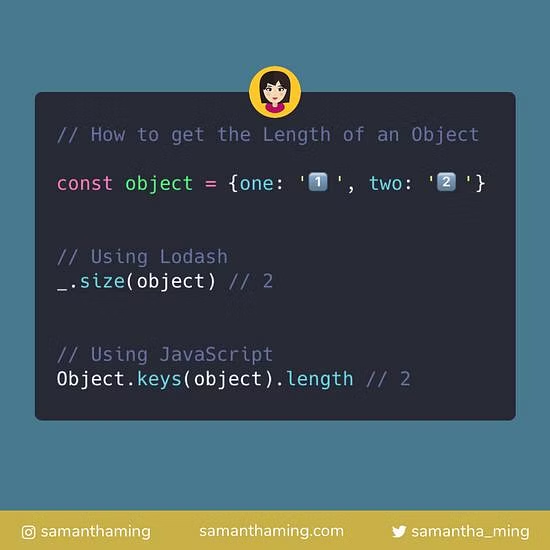 // How to get the Length of an Object
const object = {one: '1️⃣ ', two: '2️⃣ '}
// Using Lodash
_.size(object) // 2
// Using JavaScript
Object.keys(object).length // 2
samanthaming
samanthaming.com
samantha_ming